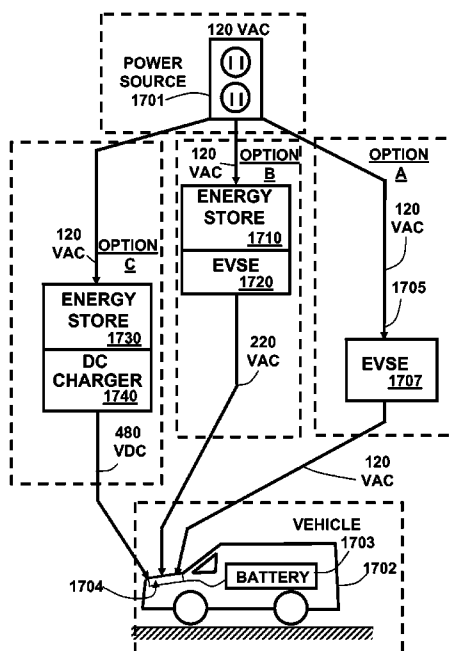 120 VAC
POWER
SOURCE
1701
120
VAC
OPTION
B
ENERGY
STORE
1710
EVSE
1720
220
VAC
OPTION
A
120
VAC
1705
EVSE
1707
120
VAC
120
VAC
OPTION
C
ENERGY
STORE
1730
DC
CHARGER
1740
480
VDC
VEHICLE
1703
1702
BATTERY
1704